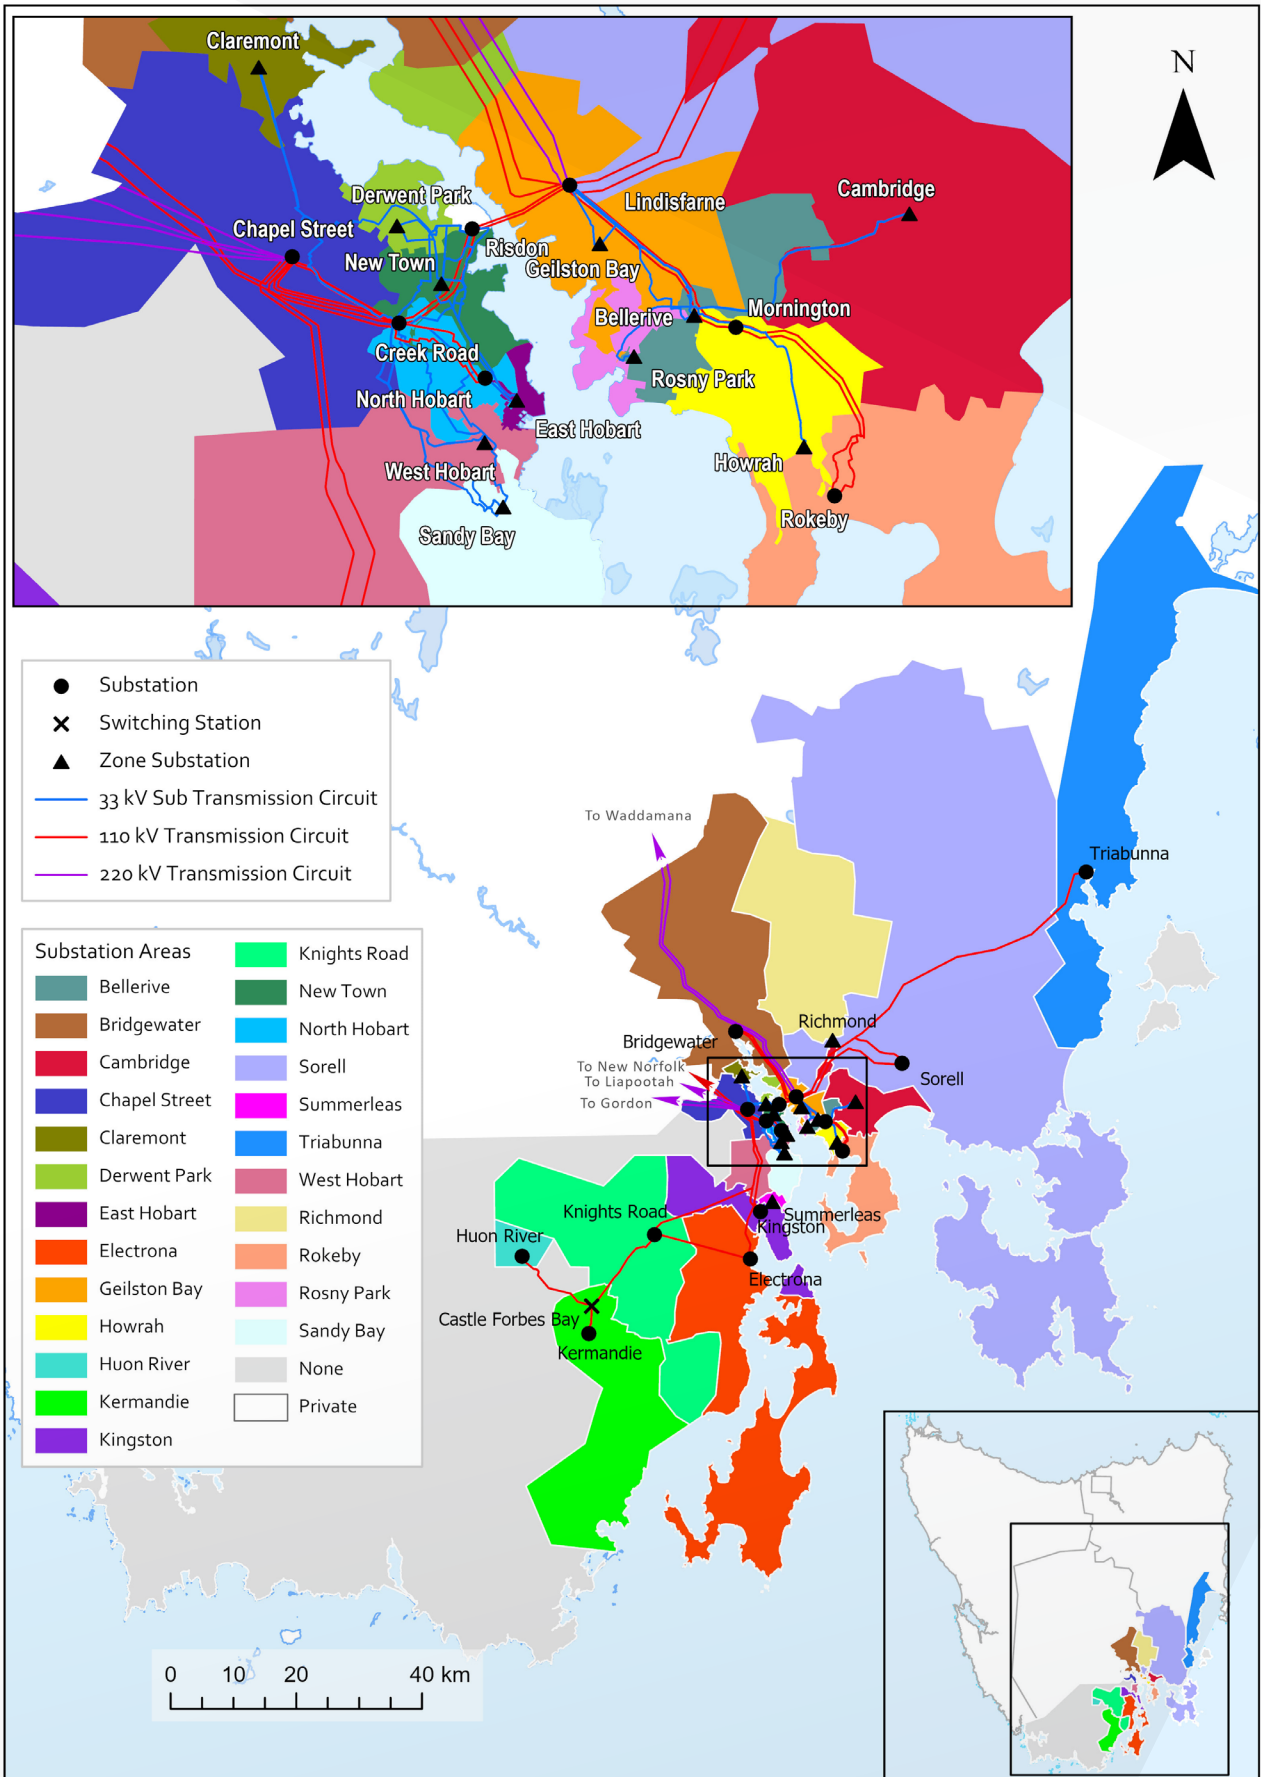 N
Claremont
Derwent Park
Cambridge
Lindisfarne
Chapel Street
Risdon
New Town
Geilston Bay
Bellerive
Mornington
Creek Road
Rosny Park
North Hobart
East Hobart
West Hobart
Howrah
Rokeby
Sandy Bay
Substation
Switching Station
Zone Substation
33 kV Sub Transmission Circuit
110 kV Transmission Circuit
220 kV Transmission Circuit
Substation Areas
Bellerive
Bridgewater
Cambridge
Chapel Street
Claremont
Derwent Park
East Hobart
Electrona
Geilston Bay
Howrah
Huon River
Kermandie
Kingston
Knights Road
New Town
North Hobart
Sorell
Summerleas
Triabunna
West Hobart
Richmond
Rokeby
Rosny Park
Sandy Bay
None
Private
To Waddamana
Triabunna
Richmond
Bridgewater
To New Norfolk
To Liapootah
To Gordon
Sorell
Knights Road
Summerleas
Kingston
Huon River
Electrona
Castle Forbes Bay
Kermandie
0 10 20 40 km